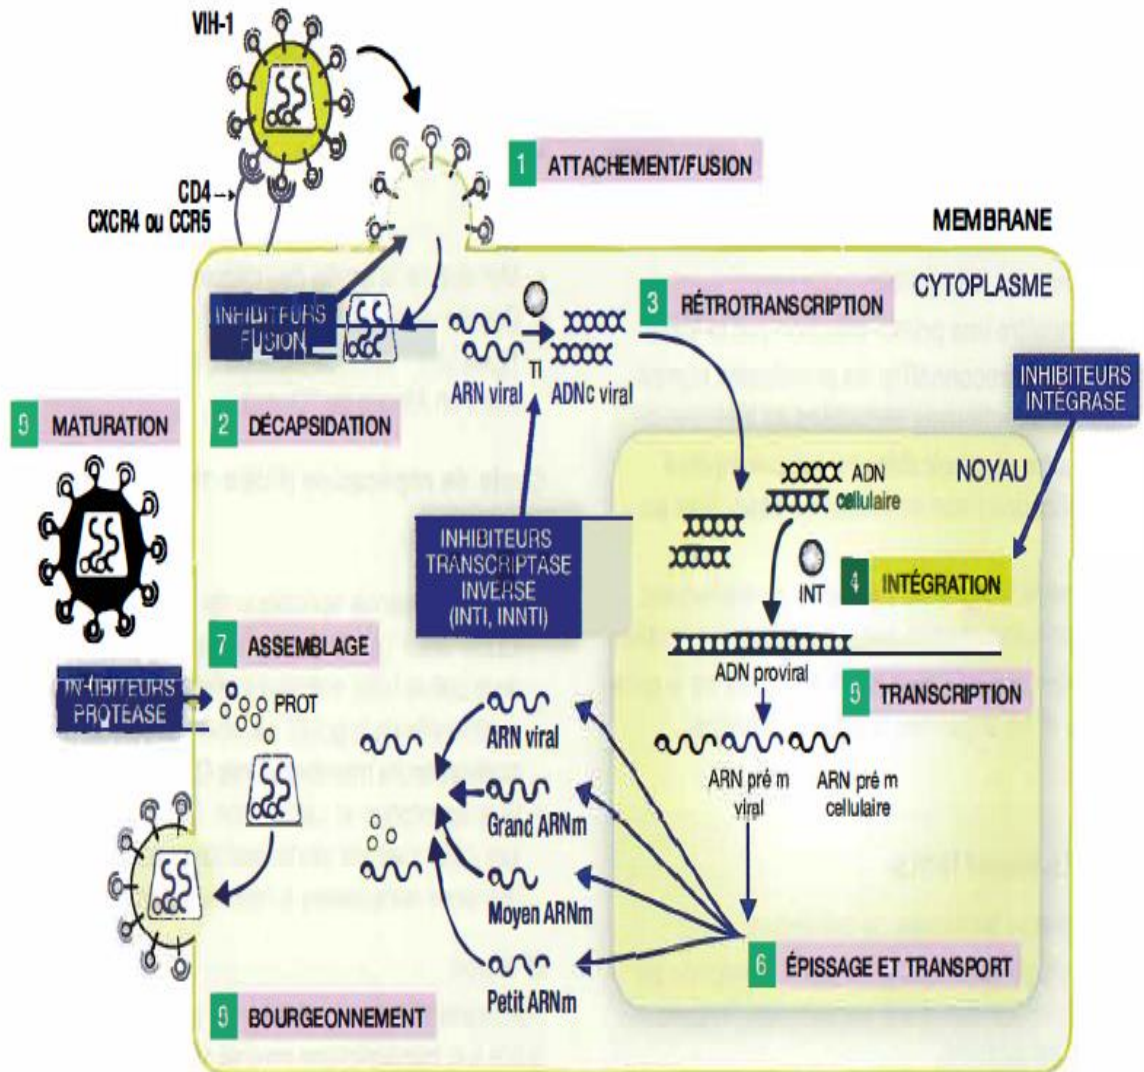 VIH-1
1 ATTACHEMENT/FUSION
CD4
CXCR4 ou CCR5
MEMBRANE
CYTOPLASME
3 RÉTROTRANSCRIPTION
INHIBITEURS
FUSION
TI
ARN viral
ADNc viral
INHIBITEURS
INTÉGRASE
9 MATURATION
2 DÉCAPSIDATION
NOYAU
ADN
cellulaire
INHIBITEURS
TRANSCRIPTASE
INVERSE
(INTI, INNTI)
INT
4 INTÉGRATION
7 ASSEMBLAGE
ADN proviral
5 TRANSCRIPTION
INHIBITEURS
PROTEASE
PROT
ARN viral
ARN pré m
viral
ARN pré m
cellulaire
Grand ARNm
Moyen ARNm
6 ÉPISSAGE ET TRANSPORT
Petit ARNm
BOURGEONNEMENT